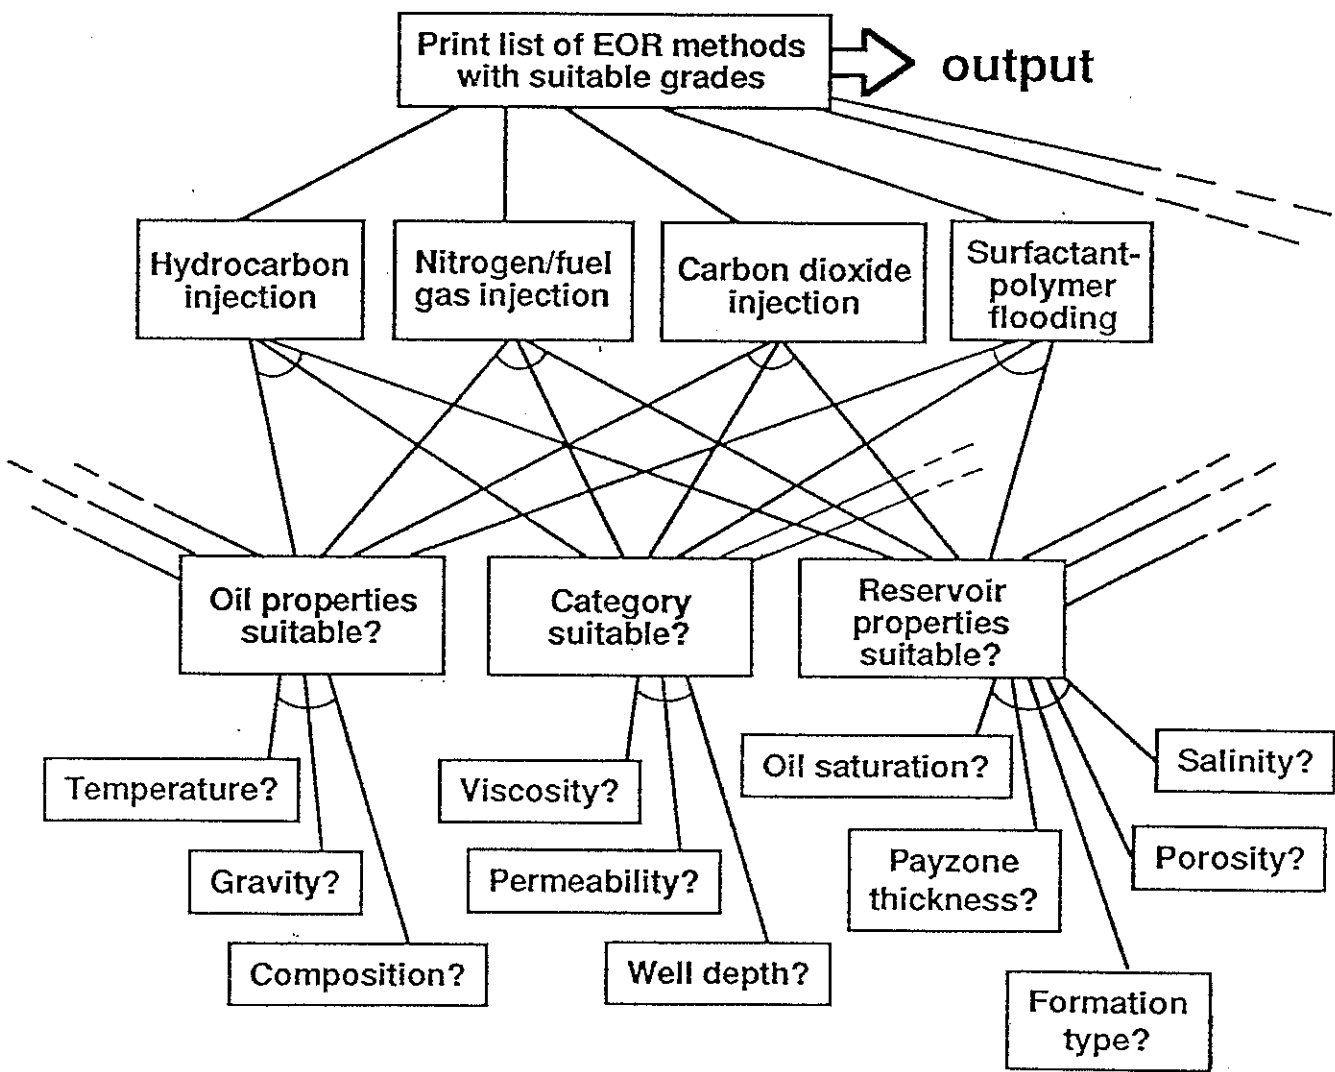 Print list of EOR methods
with suitable grades
output
Hydrocarbon
injection
Nitrogen/fuel
gas injection
Carbon dioxide
injection
Surfactant-
polymer
flooding
Oil properties
suitable?
Category
suitable?
Reservoir
properties
suitable?
Temperature?
Gravity?
Composition?
Viscosity?
Permeability?
Well depth?
Oil saturation?
Payzone
thickness?
Formation
type?
Porosity?
Salinity?